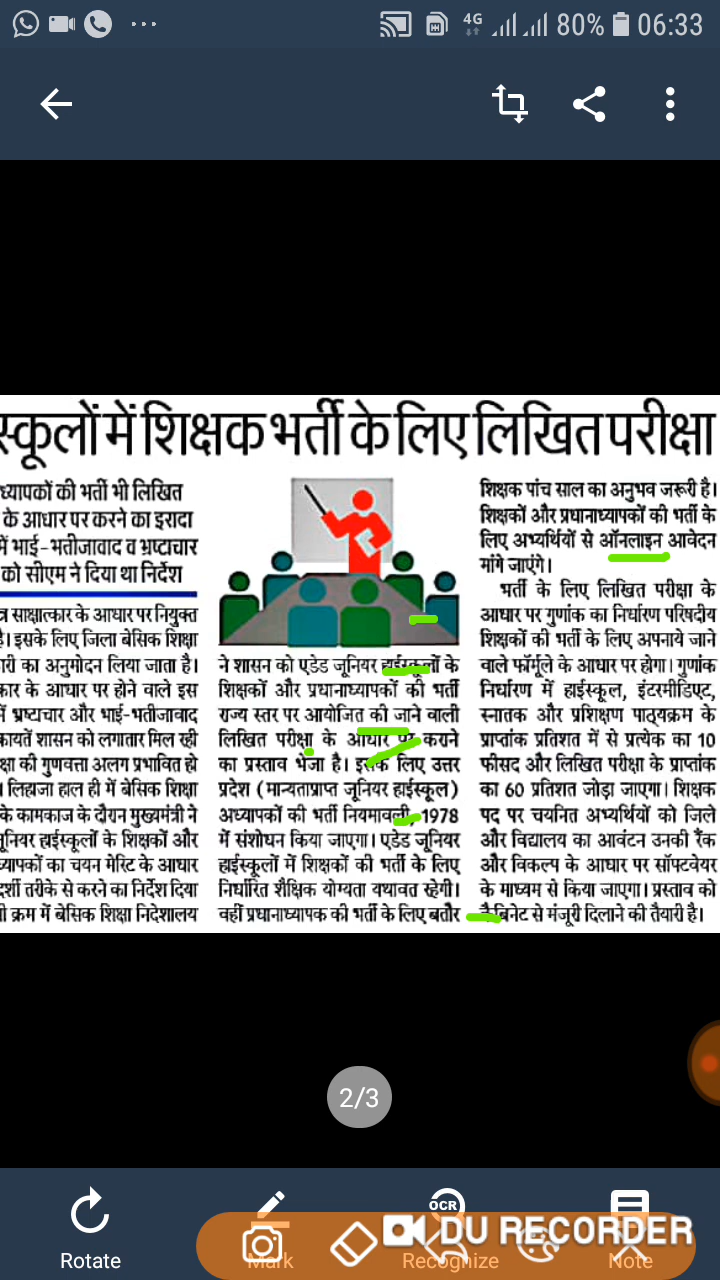 4G 80% 06:33
स्कूलों में शिक्षक भर्ती के लिए लिखित परीक्षा
ध्यापकों की भर्ती भी लिखित
के आधार पर करने का इरादा
में भाई-भतीजावाद व भ्रष्टाचार
को सीएम ने दिया था निर्देश
त्र साक्षात्कार के आधार पर नियुक्त
है। इसके लिए जिला बेसिक शिक्षा
ारी का अनुमोदन लिया जाता है।
कार के आधार पर होने वाले इस
में भ्रष्टाचार और भाई-भतीजावाद
कायतें शासन को लगातार मिल रही
क्षा की गुणवत्ता अलग प्रभावित हो
। लिहाजा हाल ही में बेसिक शिक्षा
के कामकाज के दौरान मुख्यमंत्री ने
जूनियर हाईस्कूलों के शिक्षकों और
ध्यापकों का चयन मेरिट के आधार
दर्शी तरीके से करने का निर्देश दिया
ी क्रम में बेसिक शिक्षा निदेशालय
ने शासन को एडेड जूनियर हाईस्कूलों के
शिक्षकों और प्रधानाध्यापकों की भर्ती
राज्य स्तर पर आयोजित की जाने वाली
लिखित परीक्षा के आधार पर कराने
का प्रस्ताव भेजा है। इसके लिए उत्तर
प्रदेश (मान्यताप्राप्त जूनियर हाईस्कूल)
अध्यापकों की भर्ती नियमावली, 1978
में संशोधन किया जाएगा। एडेड जूनियर
हाईस्कूलों में शिक्षकों की भर्ती के लिए
निर्धारित शैक्षिक योग्यता यथावत रहेगी।
वहीं प्रधानाध्यापक की भर्ती के लिए बतौर
शिक्षक पांच साल का अनुभव जरूरी है।
शिक्षकों और प्रधानाध्यापकों की भर्ती के
लिए अभ्यर्थियों से ऑनलाइन आवेदन
मांगे जाएंगे।
भर्ती के लिए लिखित परीक्षा के
आधार पर गुणांक का निर्धारण परिषदीय
शिक्षकों की भर्ती के लिए अपनाये जाने
वाले फॉर्मूले के आधार पर होगा। गुणांक
निर्धारण में हाईस्कूल, इंटरमीडिएट,
स्नातक और प्रशिक्षण पाठ्यक्रम के
प्राप्तांक प्रतिशत में से प्रत्येक का 10
फीसद और लिखित परीक्षा के प्राप्तांक
का 60 प्रतिशत जोड़ा जाएगा। शिक्षक
पद पर चयनित अभ्यर्थियों को जिले
और विद्यालय का आवंटन उनकी रैंक
और विकल्प के आधार पर सॉफ्टवेयर
के माध्यम से किया जाएगा। प्रस्ताव को
कैबिनेट से मंजूरी दिलाने की तैयारी है।
2/3
OCR
DU RECORDER
Rotate Mark Recognize Note